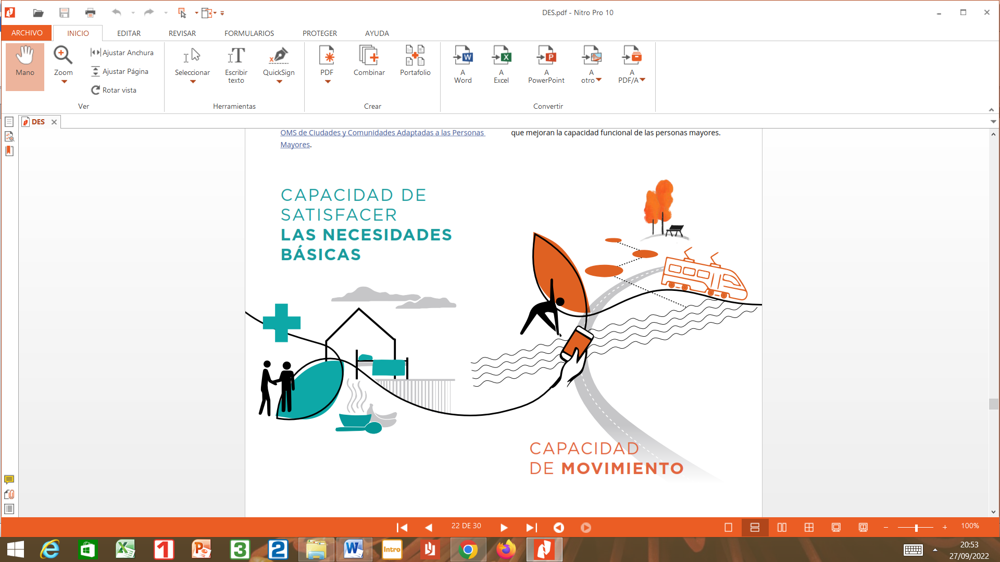 DES.pdf - Nitro Pro 10
ARCHIVO
INICIO
EDITAR
REVISAR
FORMULARIOS
PROTEGER
AYUDA
Mano
Zoom
Ajustar Anchura
Ajustar Página
Rotar vista
Ver
Seleccionar
Escribir
texto
QuickSign
Herramientas
PDF
Combinar
Portafolio
Crear
A
Word
A
Excel
A
PowerPoint
A
otro
A
PDF/A
Convertir
DES
OMS de Ciudades y Comunidades Adaptadas a las Personas
Mayores.
que mejoran la capacidad funcional de las personas mayores.
CAPACIDAD DE
SATISFACER
LAS NECESIDADES
BÁSICAS
CAPACIDAD
DE MOVIMIENTO
22 DE 30
100%
1
3
2
Intro
20:53
27/09/2022